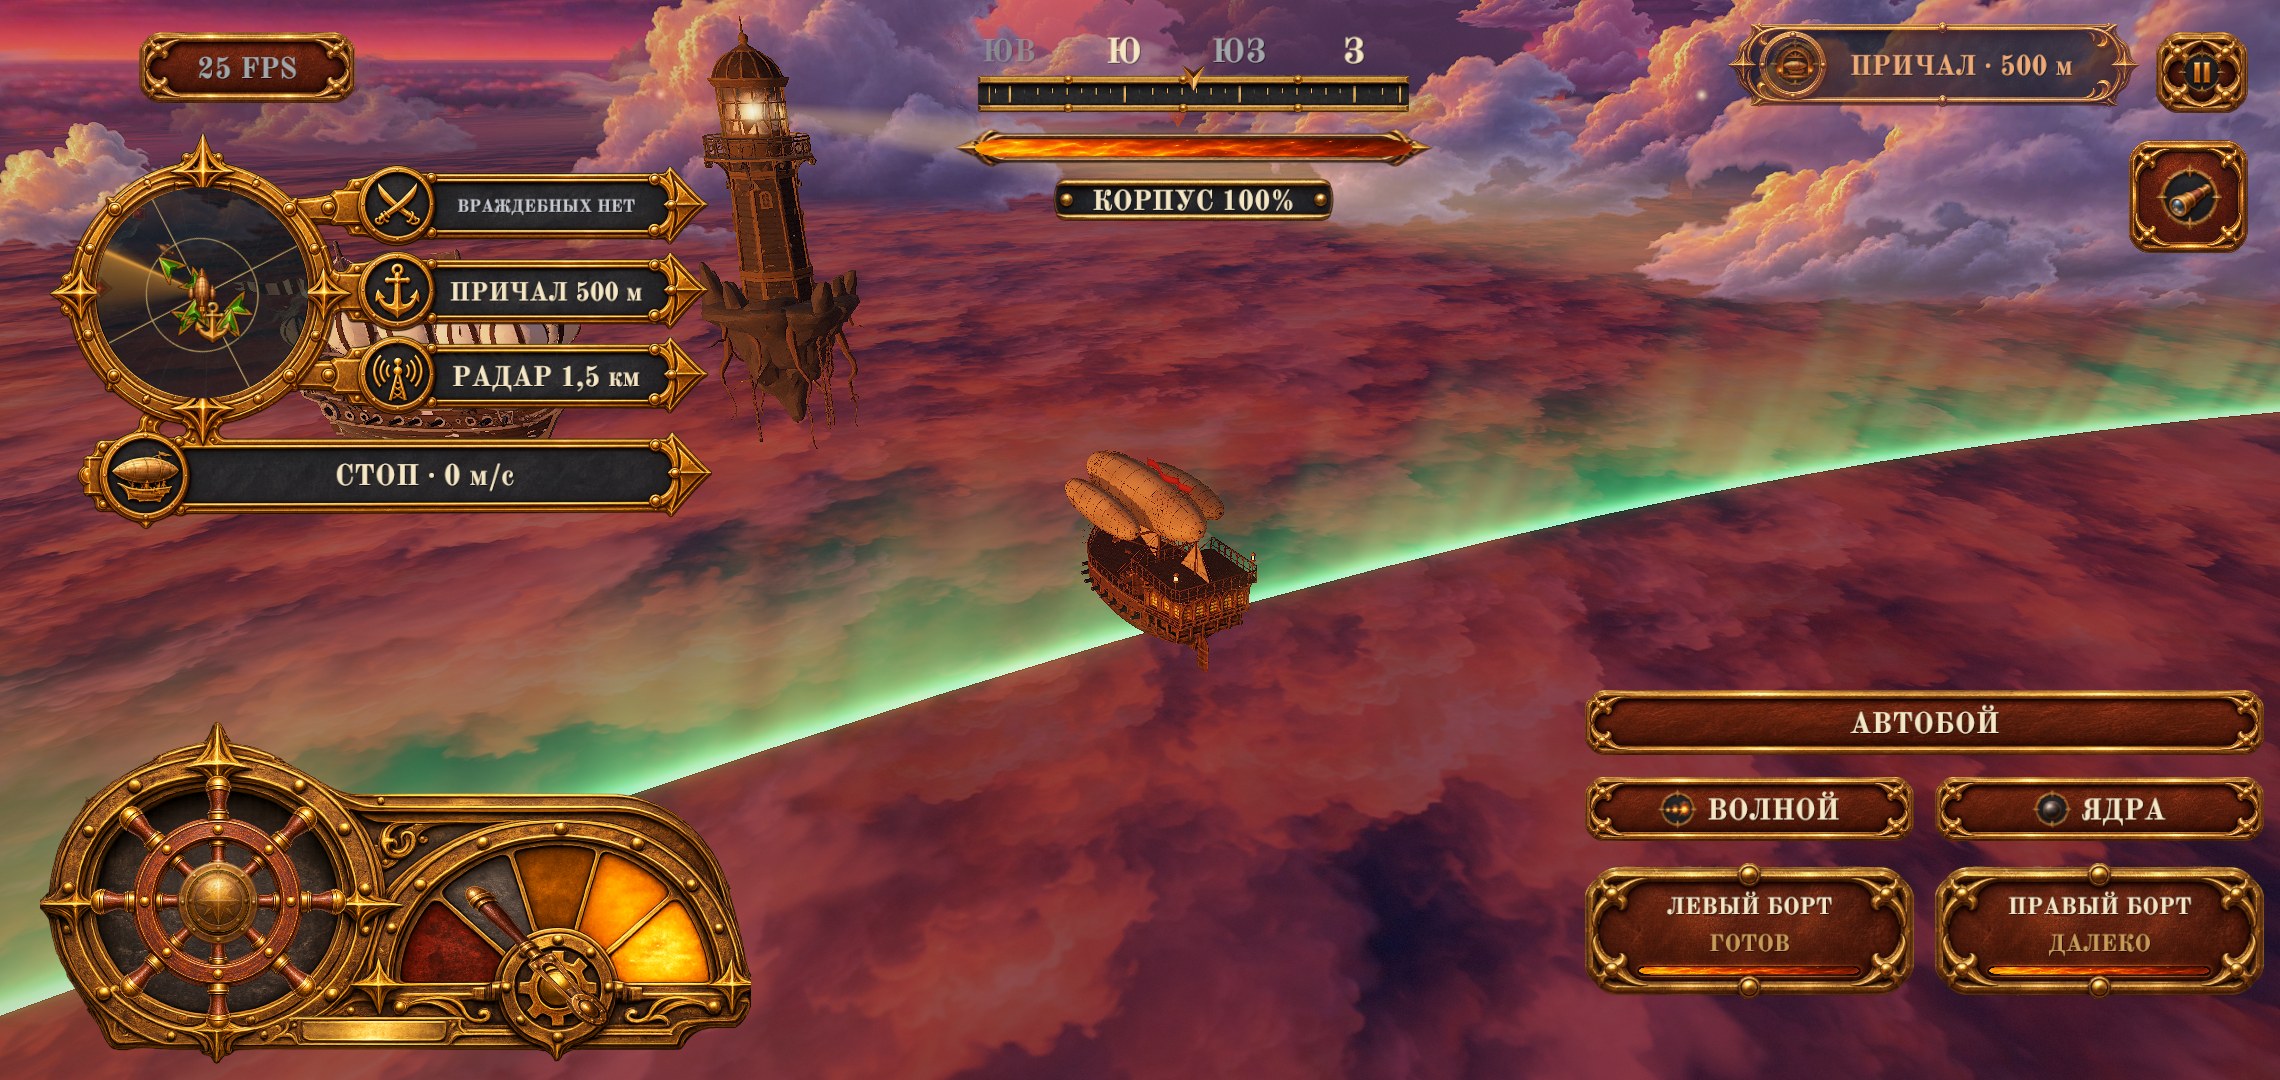 25 FPS
ЮВ Ю ЮЗ З
ПРИЧАЛ · 500 м
КОРПУС 100%
ВРАЖДЕБНЫХ НЕТ
ПРИЧАЛ 500 м
РАДАР 1,5 км
СТОП · 0 м/с
АВТОБОЙ
ВОЛНОЙ
ЯДРА
ЛЕВЫЙ БОРТ
ГОТОВ
ПРАВЫЙ БОРТ
ДАЛЕКО